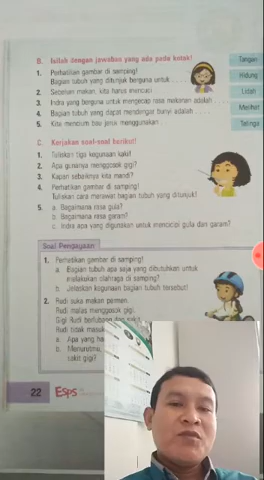 B. Isilah dengan jawaban yang ada pada kotak!
1. Perhatikan gambar di samping!
Bagian tubuh yang ditunjuk berguna untuk . . . .
2. Sebelum makan, kita harus mencuci . . . .
3. Indra yang berguna untuk mengecap rasa makanan adalah . . . .
4. Bagian tubuh yang dapat mendengar bunyi adalah . . . .
5. Kita mencium bau jenis menggunakan . . . .
Tangan
Hidung
Lidah
Melihat
Telinga
C. Kerjakan soal-soal berikut!
1. Tuliskan tiga kegunaan kaki!
2. Apa gunanya menggosok gigi?
3. Kapan sebaiknya kita mandi?
4. Perhatikan gambar di samping!
Tuliskan cara merawat bagian tubuh yang ditunjuk!
5. a. Bagaimana rasa gula?
b. Bagaimana rasa garam?
c. Indra apa yang digunakan untuk mencicipi gula dan garam?
Soal Pengayaan
1. Perhatikan gambar di samping!
a. Bagian tubuh apa saja yang dibutuhkan untuk
melakukan olahraga di samping?
b. Jelaskan kegunaan bagian tubuh tersebut!
2. Rudi suka makan permen.
Rudi malas menggosok gigi.
Gigi Rudi berlubang dan sakit.
Rudi tidak
a. Apa yang
b. Menurutmu,
sakit gigi?
22 ESPS